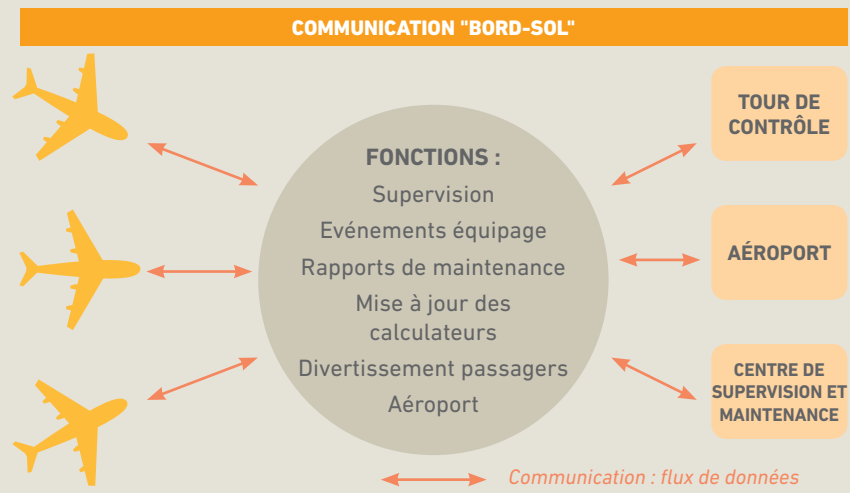 COMMUNICATION "BORD-SOL"
FONCTIONS :
Supervision
Evénements équipage
Rapports de maintenance
Mise à jour des
calculateurs
Divertissement passagers
Aéroport
TOUR DE
CONTRÔLE
AÉROPORT
CENTRE DE
SUPERVISION ET
MAINTENANCE
Communication : flux de données